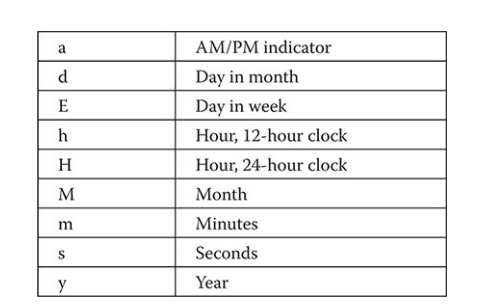 a AM/PM indicator
d Day in month
E Day in week
h Hour, 12-hour clock
H Hour, 24-hour clock
M Month
m Minutes
s Seconds
y Year